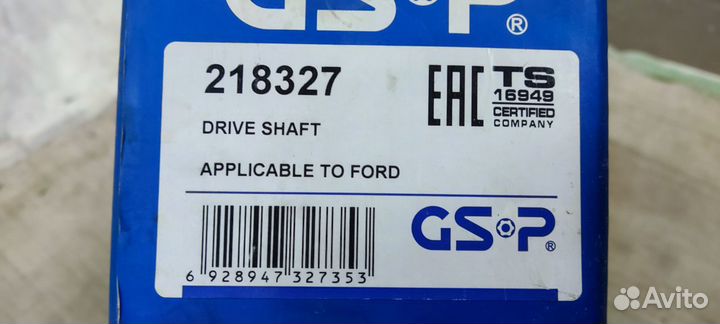 GSP®
218327
EAC
TS
16949
CERTIFIED
COMPANY
DRIVE SHAFT
APPLICABLE TO FORD
6 928947 327353
GSP®
Avito